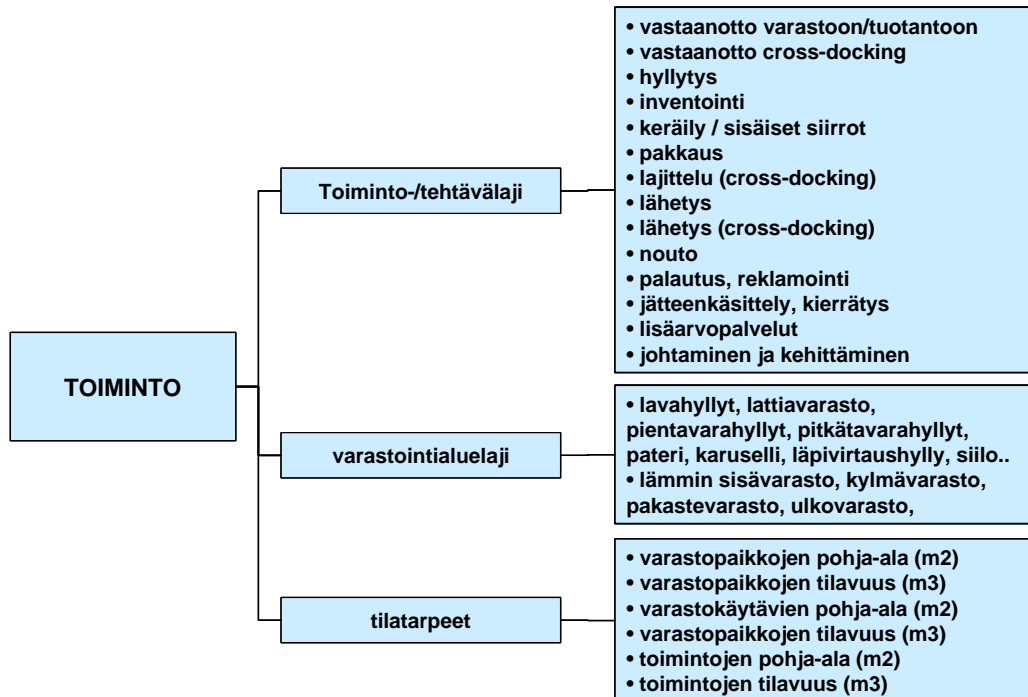 TOIMINTO
Toiminto-/tehtävälaji
• vastaanotto varastoon/tuotantoon
• vastaanotto cross-docking
• hyllytys
• inventointi
• keräily / sisäiset siirrot
• pakkaus
• lajittelu (cross-docking)
• lähetys
• lähetys (cross-docking)
• nouto
• palautus, reklamointi
• jätteenkäsittely, kierrätys
• lisäarvopalvelut
• johtaminen ja kehittäminen
varastointialuelaji
• lavahyllyt, lattiavarasto,
pientavarahyllyt, pitkätavarahyllyt,
pateri, karuselli, läpivirtaushylly, siilo..
• lämmin sisävarasto, kylmävarasto,
pakastevarasto, ulkovarasto,
tilatarpeet
• varastopaikkojen pohja-ala (m2)
• varastopaikkojen tilavuus (m3)
• varastokäytävien pohja-ala (m2)
• varastopaikkojen tilavuus (m3)
• toimintojen pohja-ala (m2)
• toimintojen tilavuus (m3)